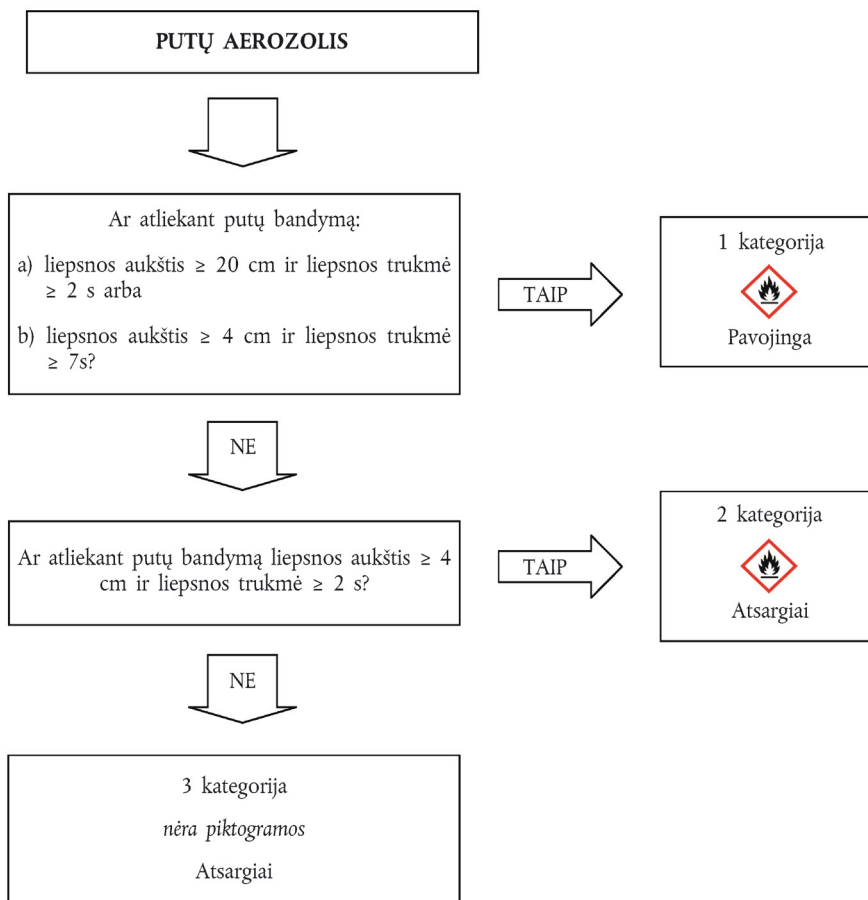 PUTŲ AEROZOLIS
Ar atliekant putų bandymą:
a) liepsnos aukštis ≥ 20 cm ir liepsnos trukmė
≥ 2 s arba
b) liepsnos aukštis ≥ 4 cm ir liepsnos trukmė
≥ 7s?
TAIP
1 kategorija
Pavojinga
NE
Ar atliekant putų bandymą liepsnos aukštis ≥ 4
cm ir liepsnos trukmė ≥ 2 s?
TAIP
2 kategorija
Atsargiai
NE
3 kategorija
nėra piktogramos
Atsargiai